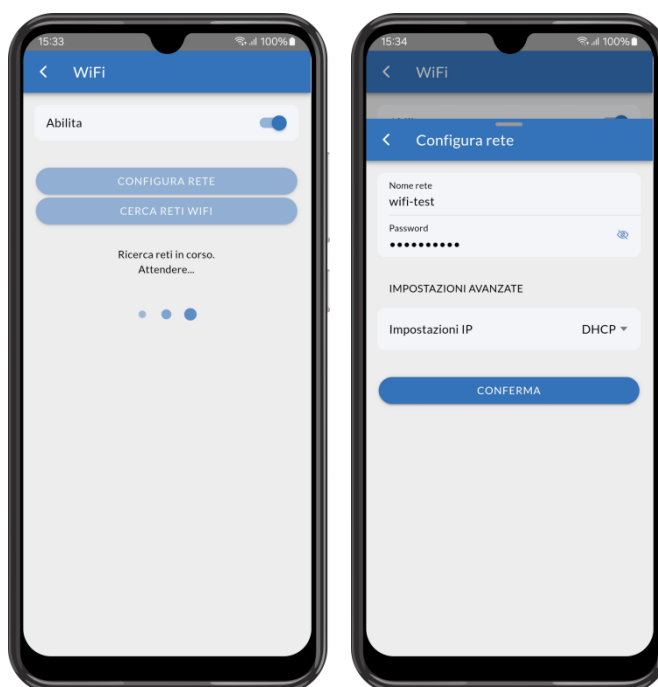 15:33
100%
WiFi
Abilita
CONFIGURA RETE
CERCA RETI WIFI
Ricerca reti in corso.
Attendere...
15:34
100%
WiFi
Configura rete
Nome rete
wifi-test
Password
••••••••••
IMPOSTAZIONI AVANZATE
Impostazioni IP
DHCP
CONFERMA